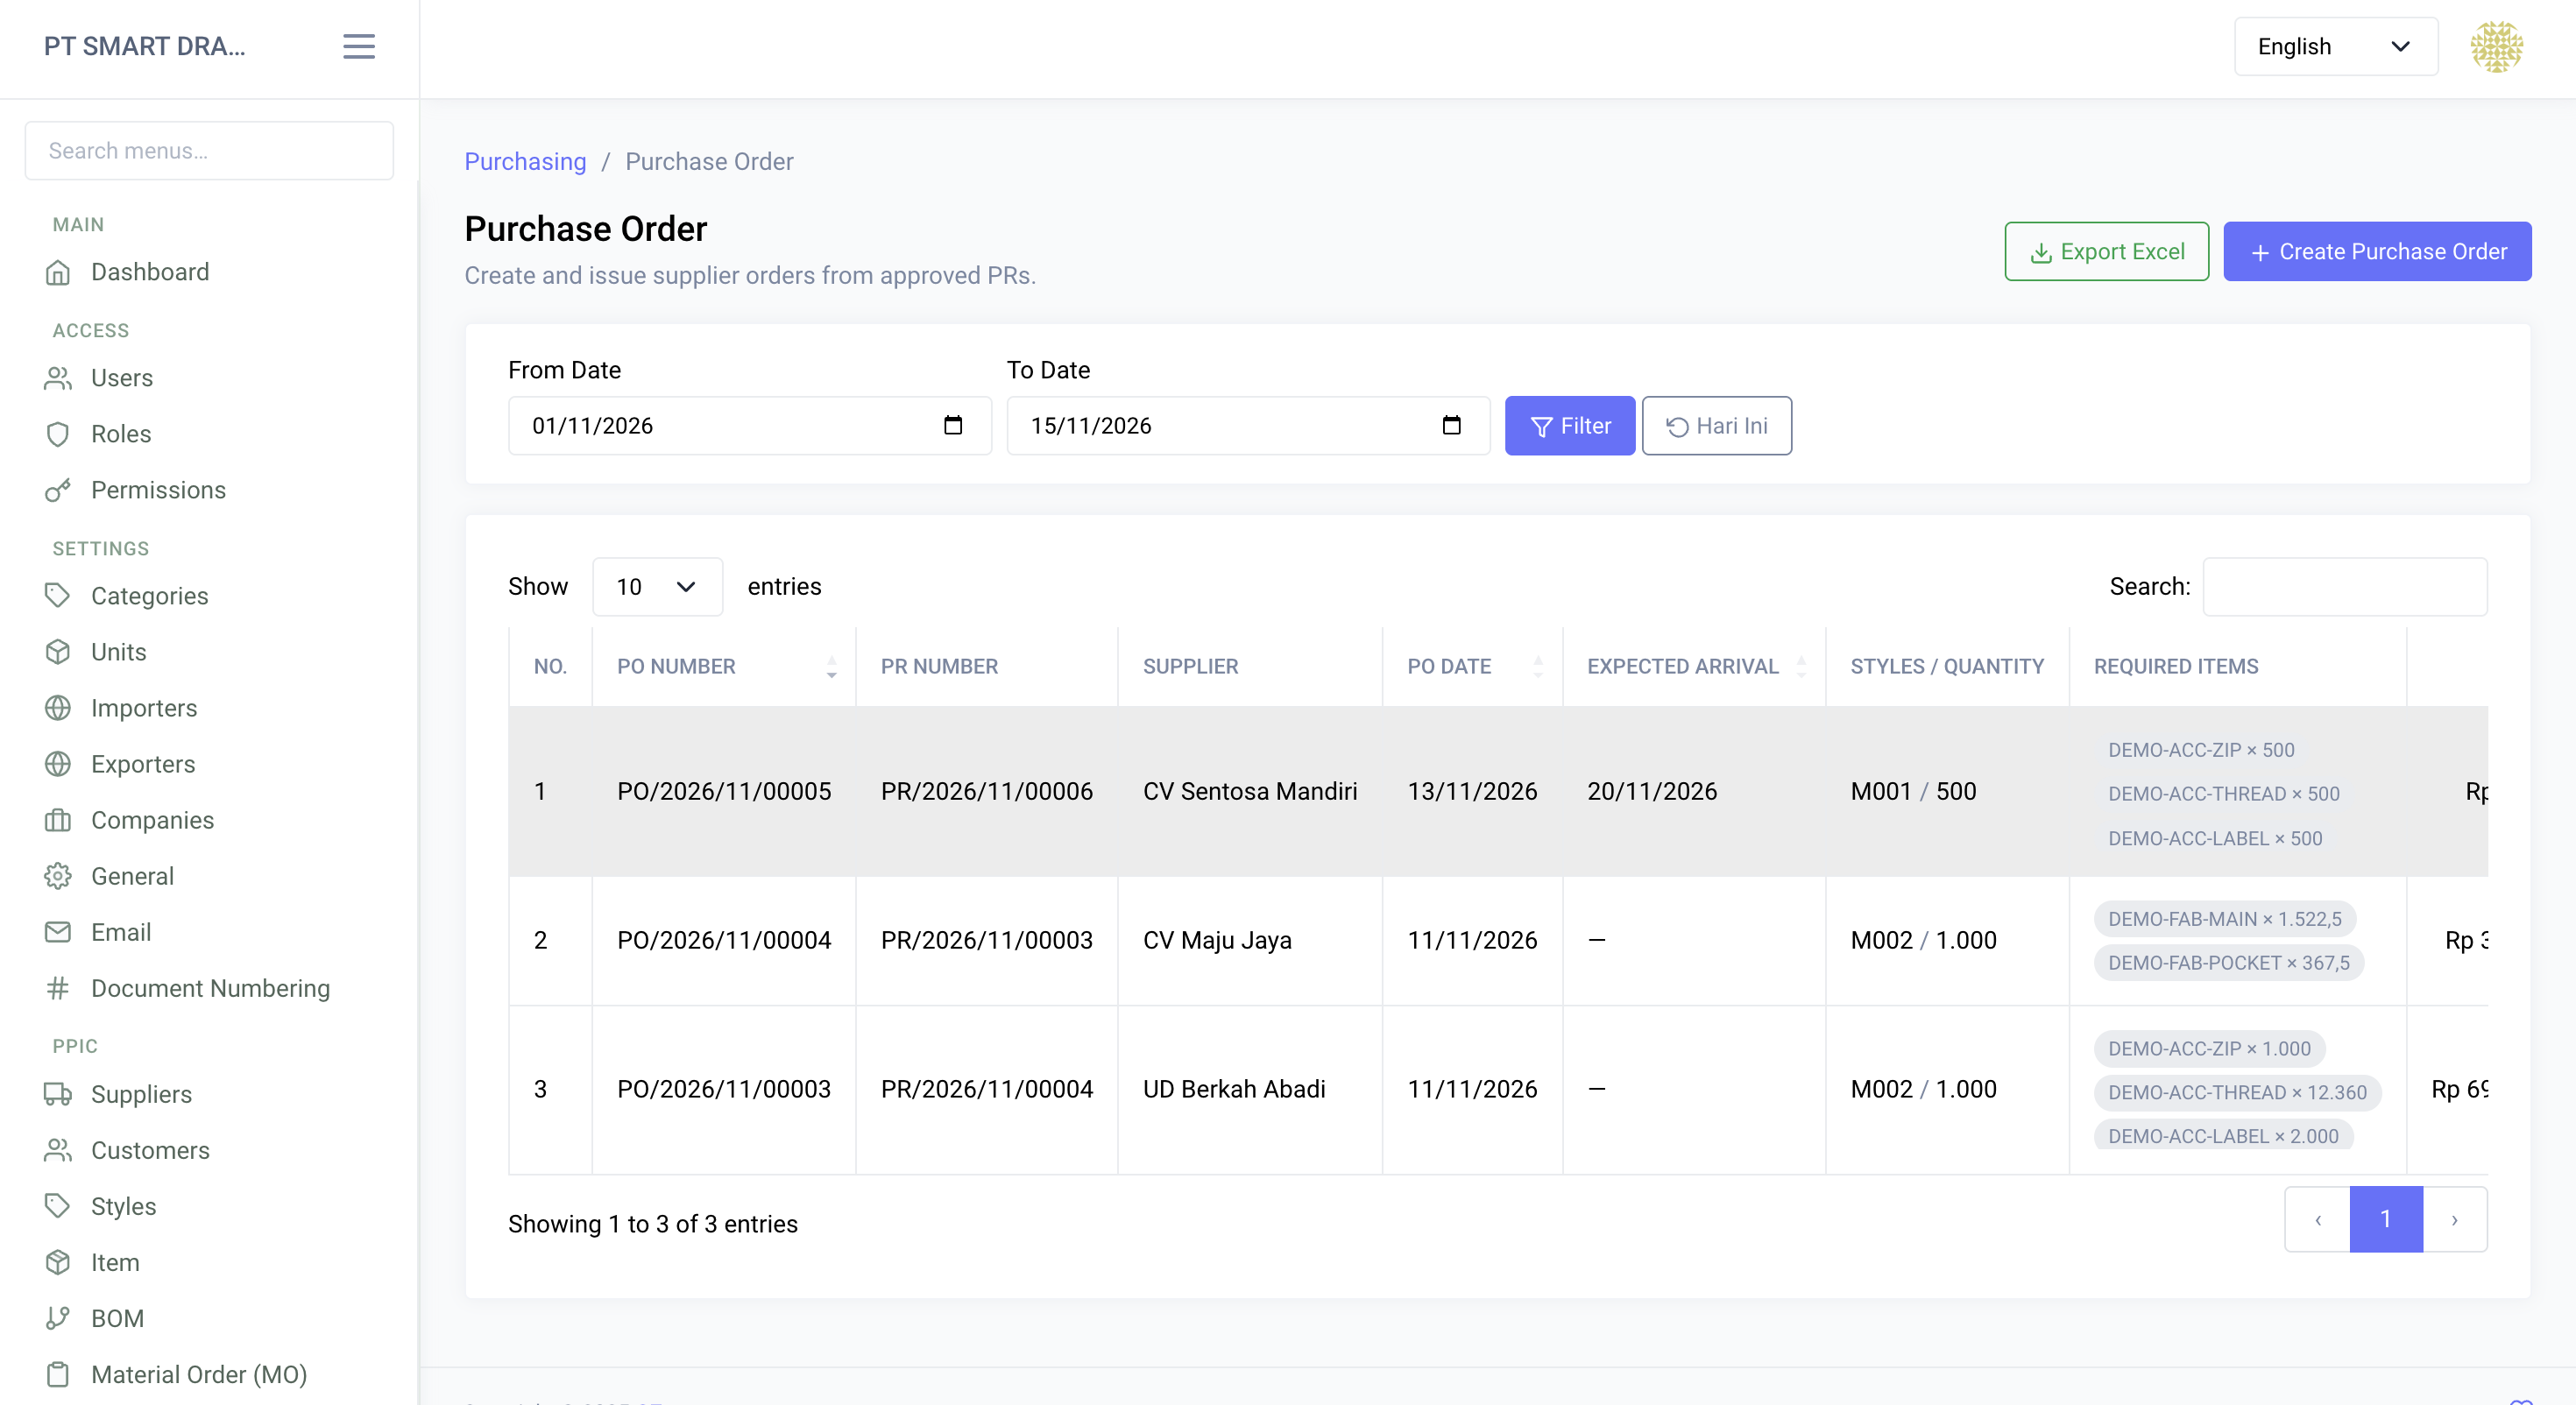 PT SMART DRA...
English
Search menus...
MAIN
Dashboard
ACCESS
Users
Roles
Permissions
SETTINGS
Categories
Units
Importers
Exporters
Companies
General
Email
Document Numbering
PPIC
Suppliers
Customers
Styles
Item
BOM
Material Order (MO)
Purchasing / Purchase Order
Purchase Order
Create and issue supplier orders from approved PRs.
Export Excel
+ Create Purchase Order
From Date
To Date
01/11/2026
15/11/2026
Filter
Hari Ini
Show 10 entries
Search:
NO. PO NUMBER PR NUMBER SUPPLIER PO DATE EXPECTED ARRIVAL STYLES / QUANTITY REQUIRED ITEMS
1 PO/2026/11/00005 PR/2026/11/00006 CV Sentosa Mandiri 13/11/2026 20/11/2026 M001 / 500
DEMO-ACC-ZIP × 500
DEMO-ACC-THREAD × 500
DEMO-ACC-LABEL × 500
Rp
2 PO/2026/11/00004 PR/2026/11/00003 CV Maju Jaya 11/11/2026 — M002 / 1.000
DEMO-FAB-MAIN × 1.522,5
DEMO-FAB-POCKET × 367,5
Rp 3
3 PO/2026/11/00003 PR/2026/11/00004 UD Berkah Abadi 11/11/2026 — M002 / 1.000
DEMO-ACC-ZIP × 1.000
DEMO-ACC-THREAD × 12.360
DEMO-ACC-LABEL × 2.000
Rp 69
Showing 1 to 3 of 3 entries
‹ 1 ›